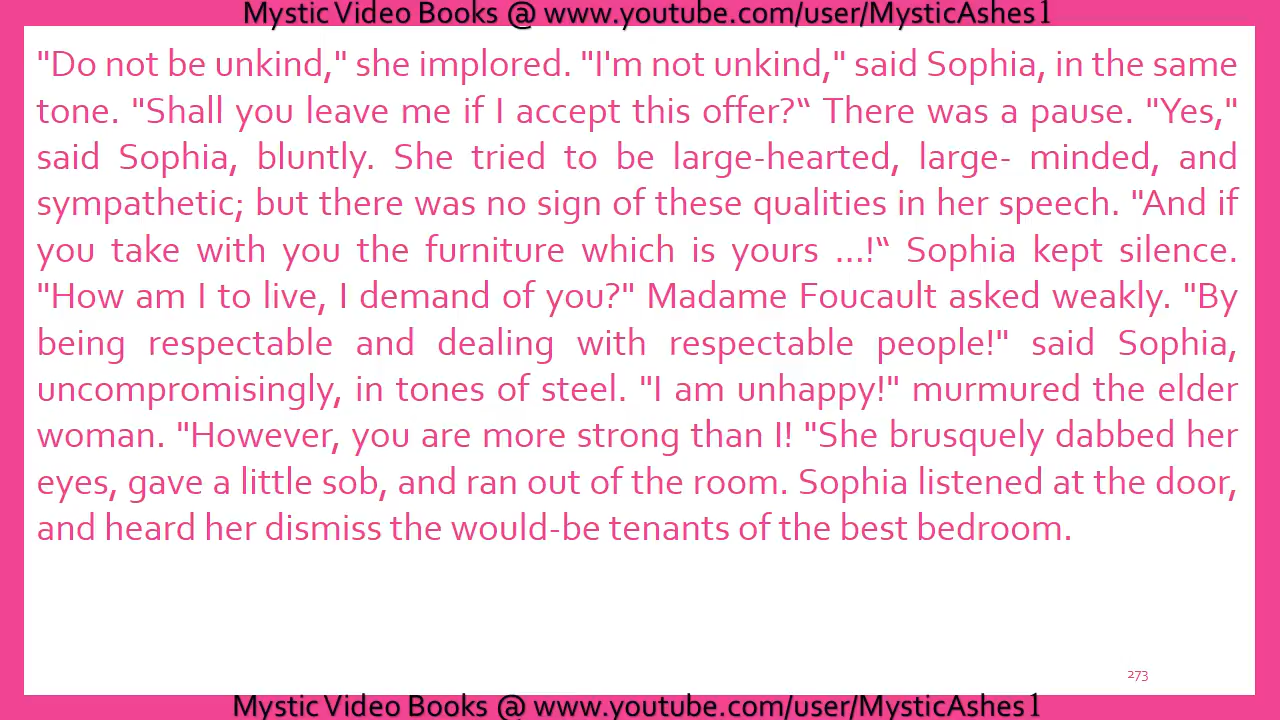 Mystic Video Books @ www.youtube.com/user/MysticAshes1
"Do not be unkind," she implored. "I'm not unkind," said Sophia, in the same
tone. "Shall you leave me if I accept this offer?“ There was a pause. "Yes,"
said Sophia, bluntly. She tried to be large-hearted, large- minded, and
sympathetic; but there was no sign of these qualities in her speech. "And if
you take with you the furniture which is yours ...!“ Sophia kept silence.
"How am I to live, I demand of you?" Madame Foucault asked weakly. "By
being respectable and dealing with respectable people!" said Sophia,
uncompromisingly, in tones of steel. "I am unhappy!" murmured the elder
woman. "However, you are more strong than I! "She brusquely dabbed her
eyes, gave a little sob, and ran out of the room. Sophia listened at the door,
and heard her dismiss the would-be tenants of the best bedroom.
273
Mystic Video Books @ www.youtube.com/user/MysticAshes1